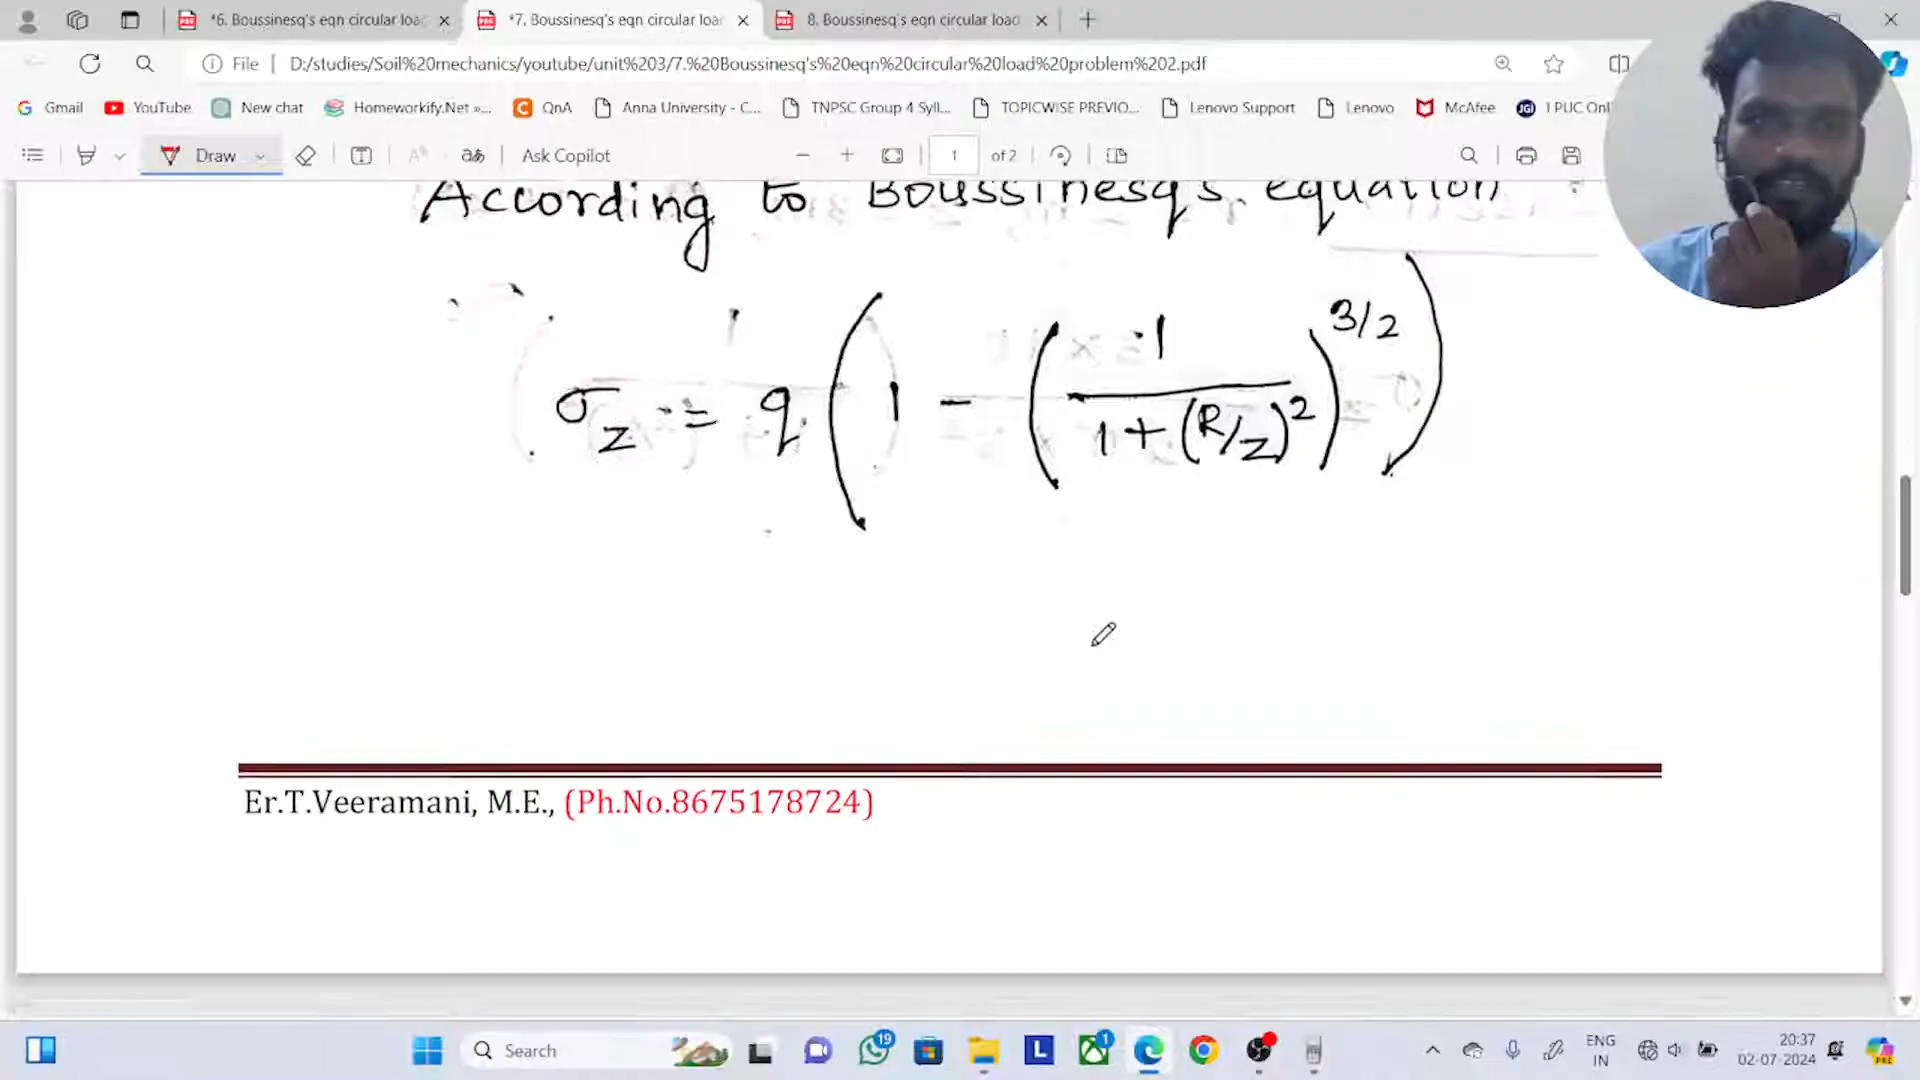 *6. Boussinesq's eqn circular loa
*7. Boussinesq's eqn circular loa
8. Boussinesq's eqn circular load
File
D:/studies/Soil%20mechanics/youtube/unit%203/7.%20Boussinesq's%20eqn%20circular%20load%20problem%202.pdf
Gmail
YouTube
New chat
Homeworkify.Net »...
QnA
Anna University - C...
TNPSC Group 4 Syll...
TOPICWISE PREVIO...
Lenovo Support
Lenovo
McAfee
1 PUC Onl
Draw
Ask Copilot
1 of 2
According to Boussinesq's equation
σz = q (1 - (1 / 1 + (R/z)²)^3/2)
Er.T.Veeramani, M.E., (Ph.No.8675178724)
Search
19
1
ENG
IN
20:37
02-07-2024